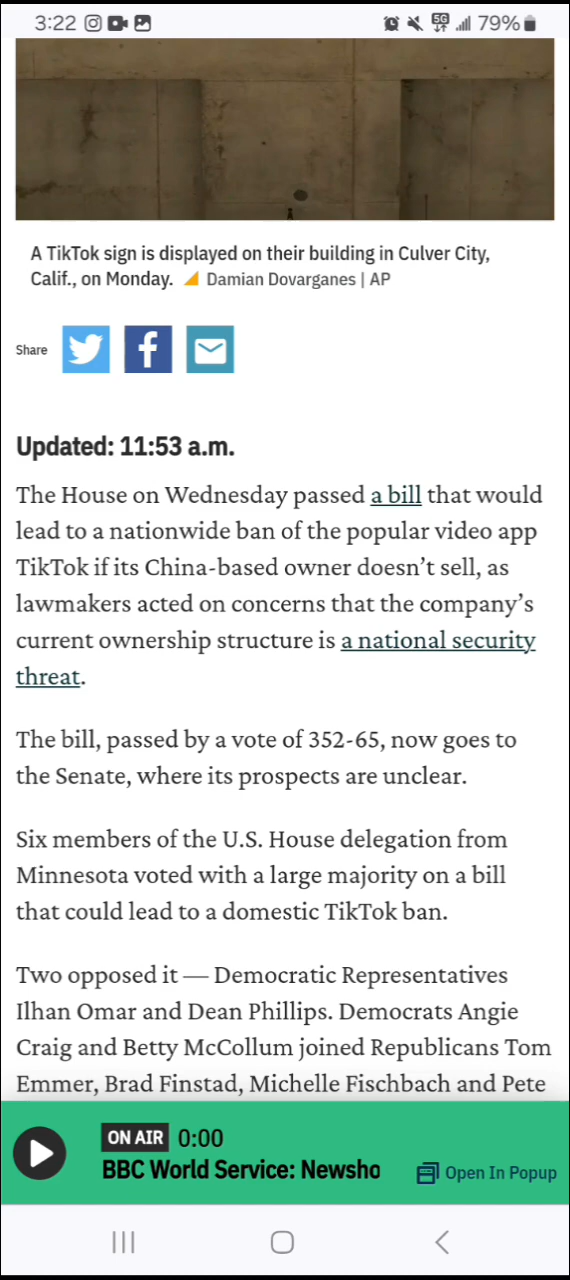 3:22
5G
79%
A TikTok sign is displayed on their building in Culver City,
Calif., on Monday. Damian Dovarganes | AP
Share
Updated: 11:53 a.m.
The House on Wednesday passed a bill that would
lead to a nationwide ban of the popular video app
TikTok if its China-based owner doesn’t sell, as
lawmakers acted on concerns that the company’s
current ownership structure is a national security
threat.
The bill, passed by a vote of 352-65, now goes to
the Senate, where its prospects are unclear.
Six members of the U.S. House delegation from
Minnesota voted with a large majority on a bill
that could lead to a domestic TikTok ban.
Two opposed it — Democratic Representatives
Ilhan Omar and Dean Phillips. Democrats Angie
Craig and Betty McCollum joined Republicans Tom
Emmer, Brad Finstad, Michelle Fischbach and Pete
ON AIR 0:00
BBC World Service: Newsho
Open In Popup